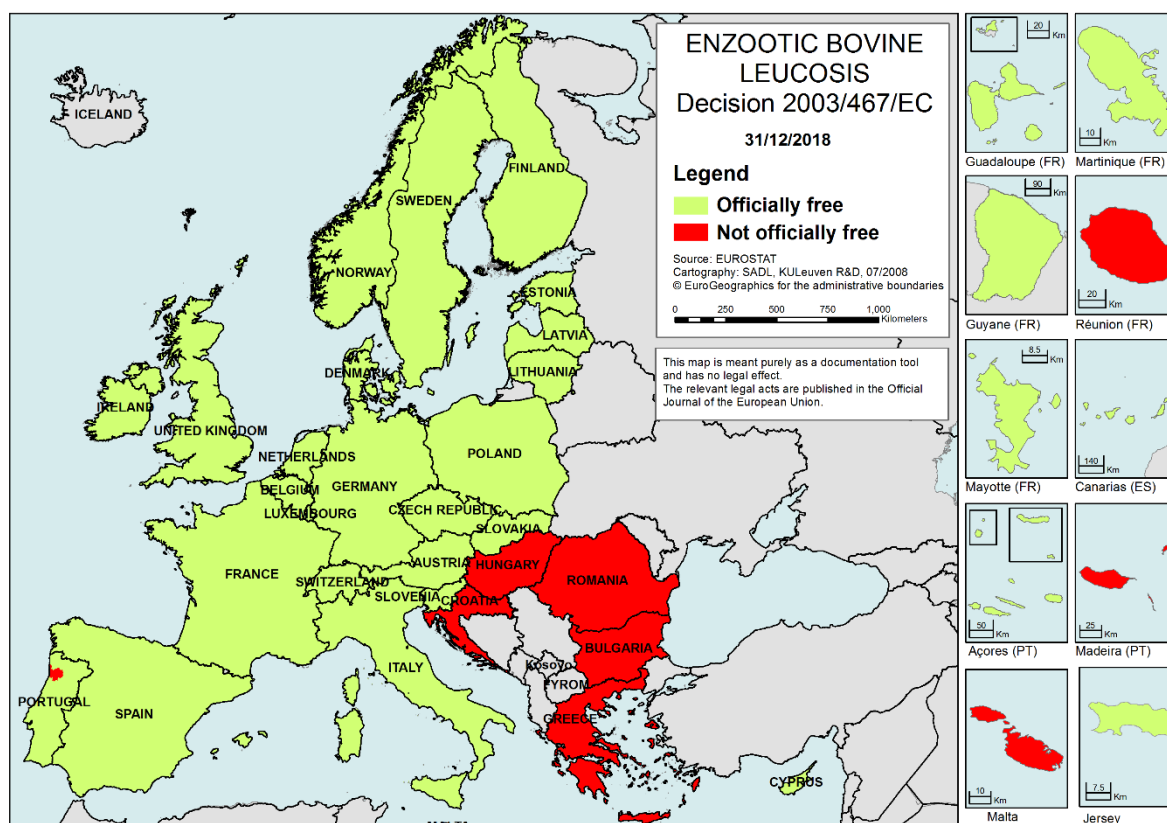 ENZOOTIC BOVINE
LEUCOSIS
Decision 2003/467/EC
31/12/2018
Legend
Officially free
Not officially free
Source: EUROSTAT
Cartography: SADL, KULeuven R&D, 07/2008
© EuroGeographics for the administrative boundaries
0 250 500 750 1,000
Kilometers
This map is meant purely as a documentation tool
and has no legal effect.
The relevant legal acts are published in the Official
Journal of the European Union.
ICELAND
FINLAND
SWEDEN
NORWAY
ESTONIA
LATVIA
LITHUANIA
DENMARK
IRELAND
UNITED KINGDOM
NETHERLANDS
POLAND
BELGIUM
GERMANY
LUXEMBOURG
CZECH REPUBLIC
SLOVAKIA
AUSTRIA
HUNGARY
FRANCE
SWITZERLAND
ROMANIA
SLOVENIA
CROATIA
BULGARIA
ITALY
Kosovo
FYROM
PORTUGAL
SPAIN
GREECE
CYPRUS
20
Km
Guadaloupe (FR)
10
Km
Martinique (FR)
90
Km
Guyane (FR)
20
Km
Réunion (FR)
8.5
Km
Mayotte (FR)
140
Km
Canarias (ES)
50
Km
Açores (PT)
25
Km
Madeira (PT)
10
Km
Malta
7.5
Km
Jersey